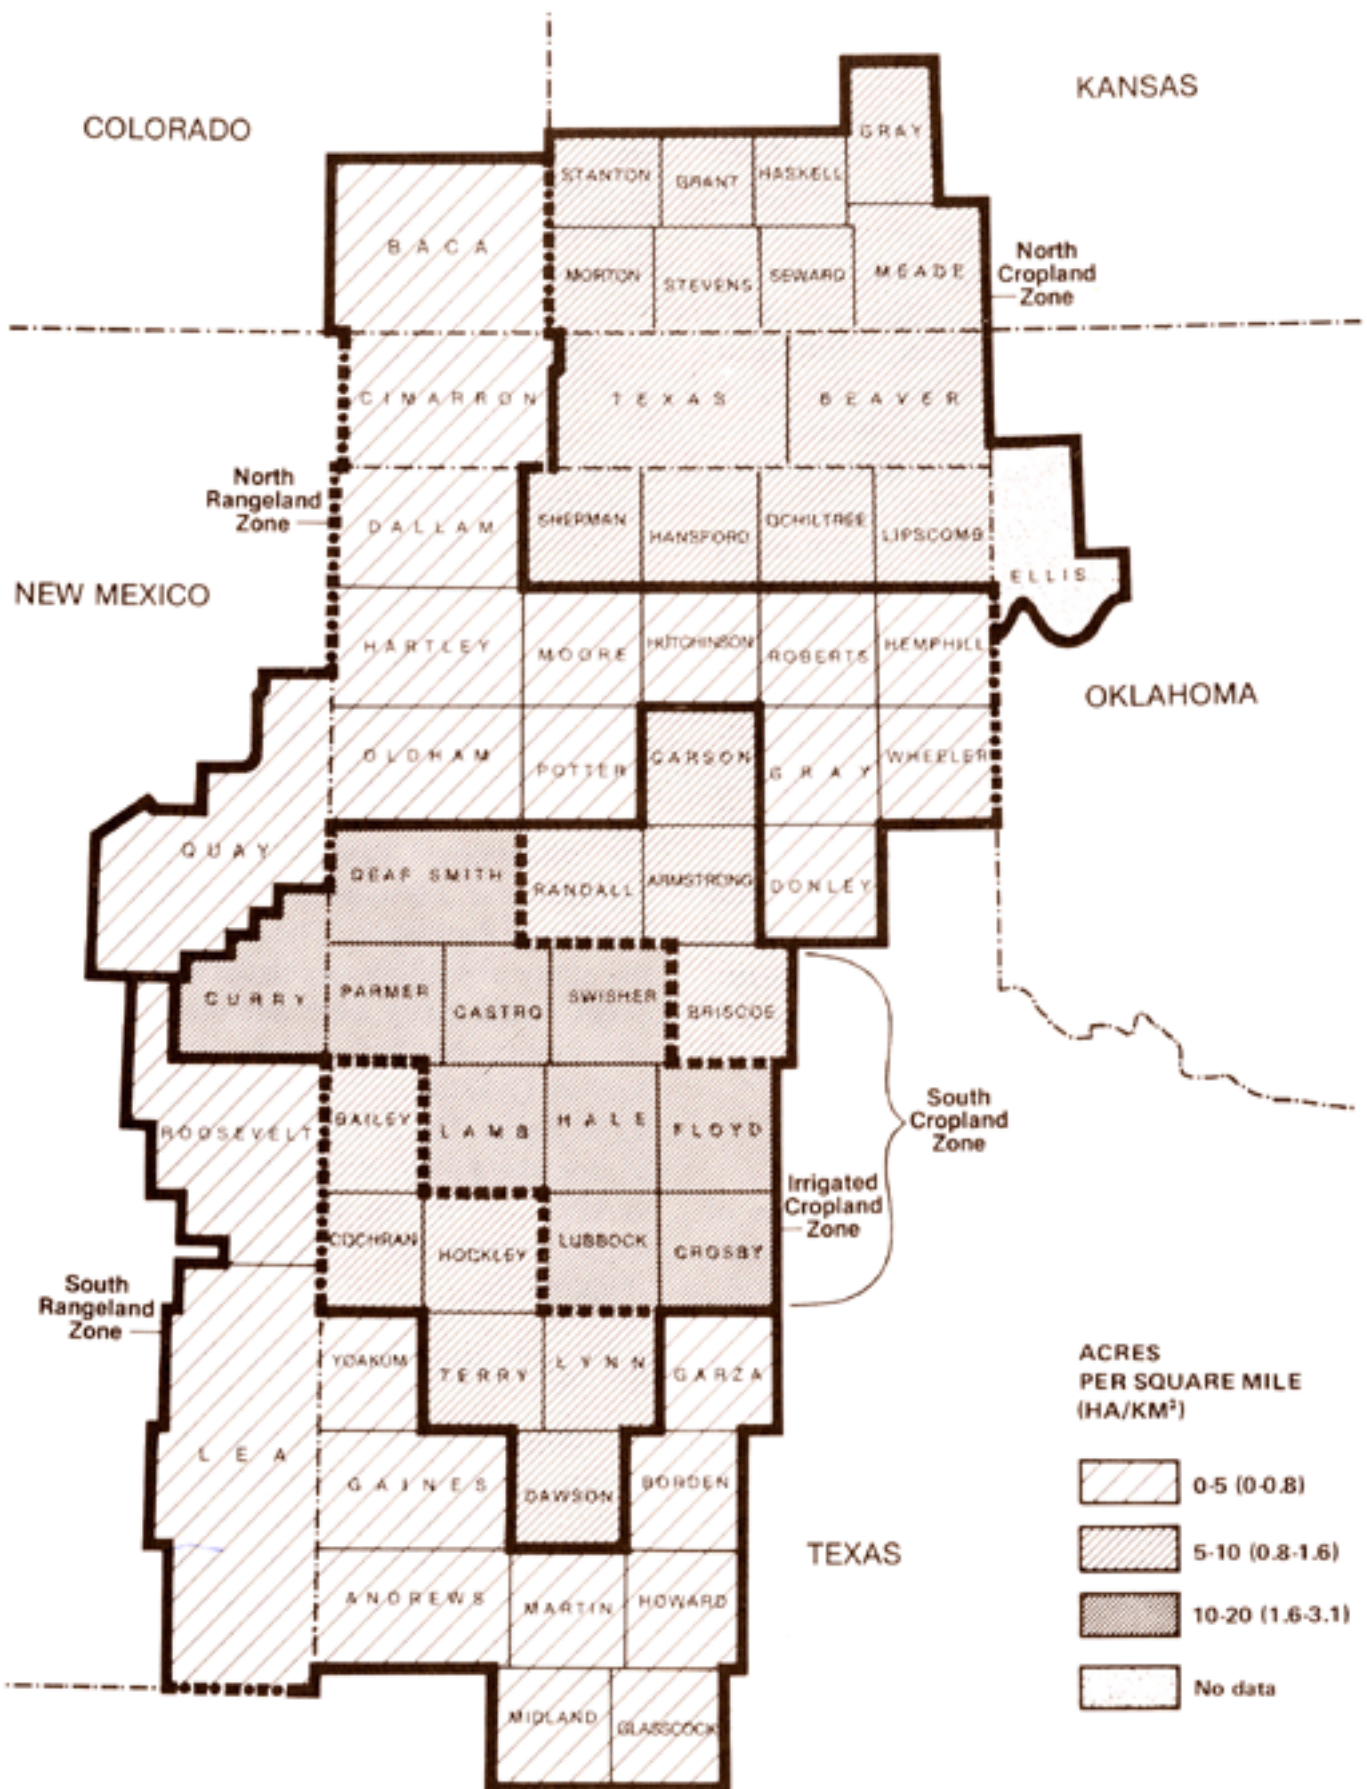 COLORADO
KANSAS
GRAY
STANTON
GRANT
HASKELL
BACA
MORTON
STEVENS
SEWARD
MEADE
North
Cropland
Zone
CIMARRON
TEXAS
BEAVER
North
Rangeland
Zone
DALLAM
SHERMAN
HANSFORD
OCHILTREE
LIPSCOMB
ELLIS
NEW MEXICO
HARTLEY
MOORE
HUTCHINSON
ROBERTS
HEMPHILL
OKLAHOMA
OLDHAM
POTTER
CARSON
GRAY
WHEELER
QUAY
DEAF SMITH
RANDALL
ARMSTRONG
DONLEY
CURRY
PARMER
CASTRO
SWISHER
BRISCOE
ROOSEVELT
BAILEY
LAMB
HALE
FLOYD
South
Cropland
Zone
Irrigated
Cropland
Zone
COCHRAN
HOCKLEY
LUBBOCK
CROSBY
South
Rangeland
Zone
YOAKUM
TERRY
LYNN
GARZA
LEA
GAINES
DAWSON
BORDEN
TEXAS
ANDREWS
MARTIN
HOWARD
MIDLAND
GLASSCOCK
ACRES
PER SQUARE MILE
(HA/KM²)
0-5 (0-0.8)
5-10 (0.8-1.6)
10-20 (1.6-3.1)
No data